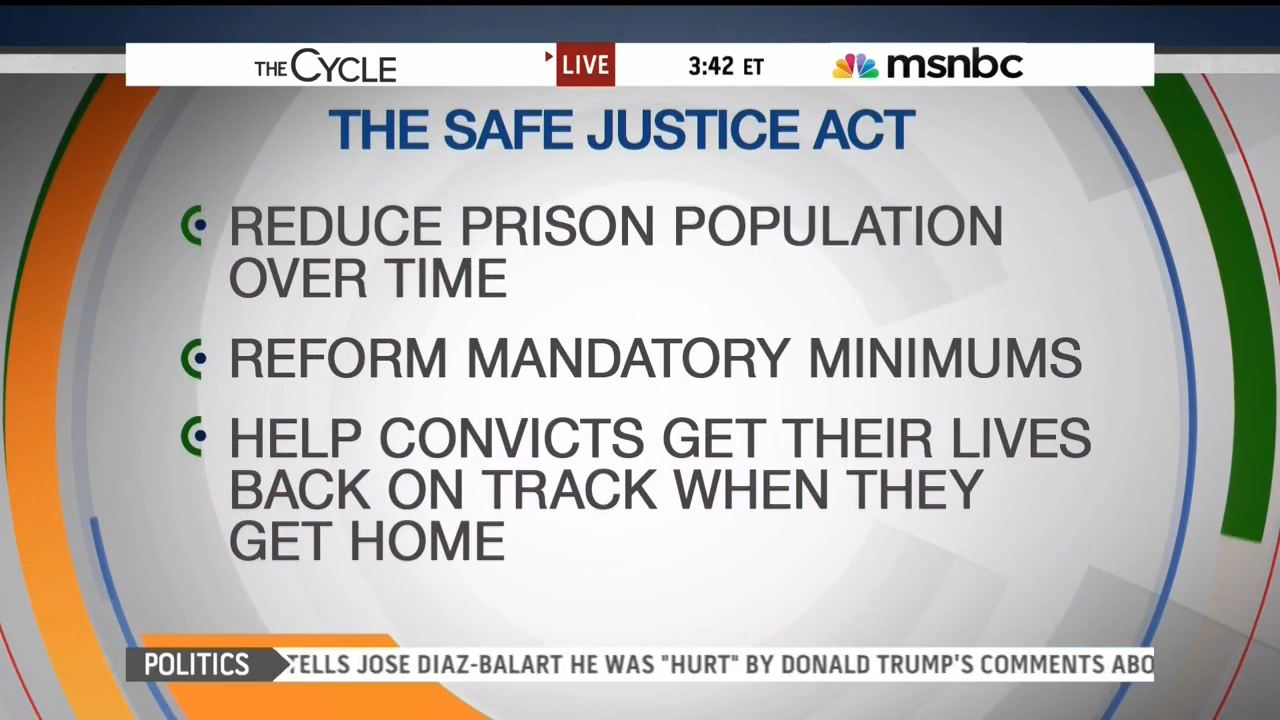 THE CYCLE LIVE 3:42 ET msnbc
THE SAFE JUSTICE ACT
REDUCE PRISON POPULATION
OVER TIME
REFORM MANDATORY MINIMUMS
HELP CONVICTS GET THEIR LIVES
BACK ON TRACK WHEN THEY
GET HOME
POLITICS TELLS JOSE DIAZ-BALART HE WAS "HURT" BY DONALD TRUMP'S COMMENTS ABO